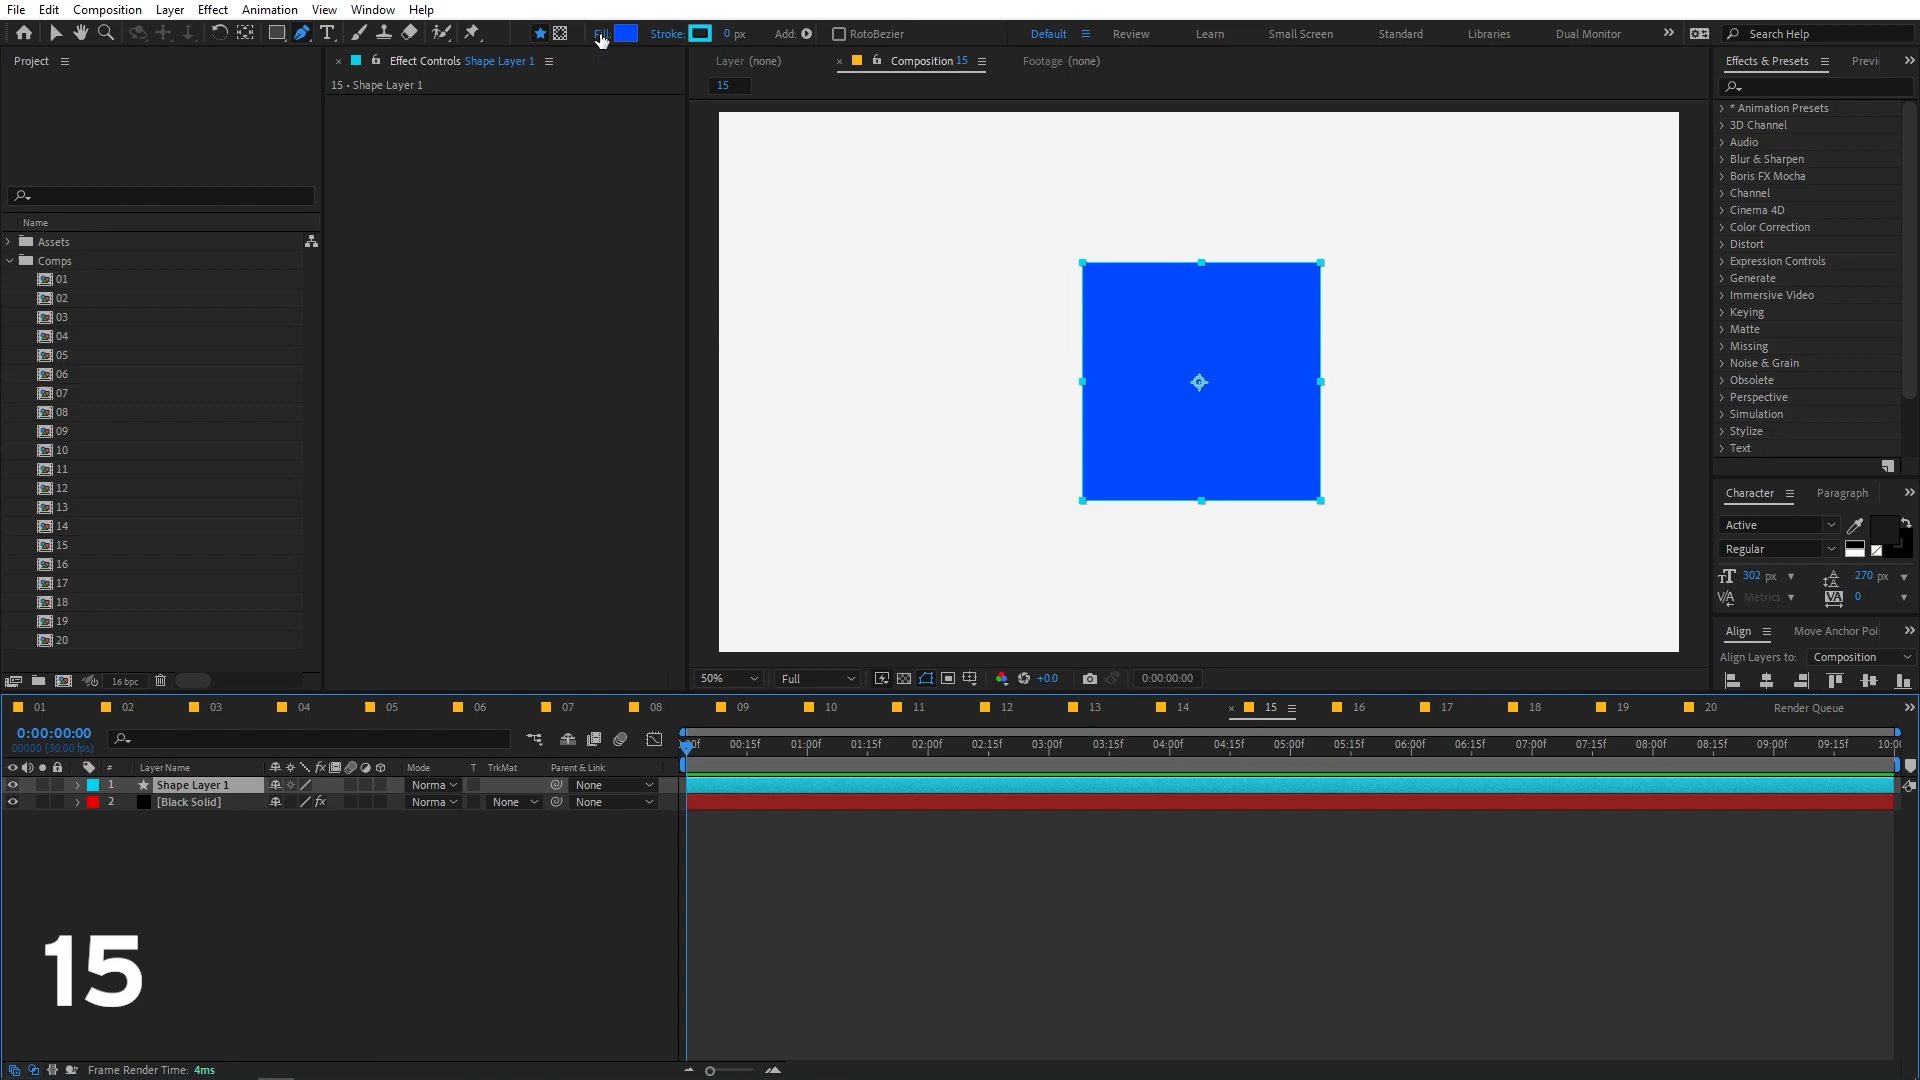 File Edit Composition Layer Effect Animation View Window Help
Fill: Stroke: 0 px Add: RotoBezier Default Review Learn Small Screen Standard Libraries Dual Monitor Search Help
Project
Effect Controls Shape Layer 1
15 • Shape Layer 1
Layer (none) Composition 15 Footage (none)
15
Effects & Presets
* Animation Presets
3D Channel
Audio
Blur & Sharpen
Boris FX Mocha
Channel
Cinema 4D
Color Correction
Distort
Expression Controls
Generate
Immersive Video
Keying
Matte
Missing
Noise & Grain
Obsolete
Perspective
Simulation
Stylize
Text
Name
Assets
Comps
01
02
03
04
05
06
07
08
09
10
11
12
13
14
15
16
17
18
19
20
16 bpc
50% Full +0.0 0:00:00:00
Character Paragraph
Active
Regular
302 px 270 px
Metrics 0
Align Move Anchor Poi
Align Layers to: Composition
01 02 03 04 05 06 07 08 09 10 11 12 13 14 15 16 17 18 19 20 Render Queue
0:00:00:00
00000 (30.00 fps)
00:15f 01:00f 01:15f 02:00f 02:15f 03:00f 03:15f 04:00f 04:15f 05:00f 05:15f 06:00f 06:15f 07:00f 07:15f 08:00f 08:15f 09:00f 09:15f 10:00
# Layer Name fx Mode T TrkMat Parent & Link
1 Shape Layer 1 Norma None
2 [Black Solid] fx Norma None None
15
Frame Render Time: 4ms